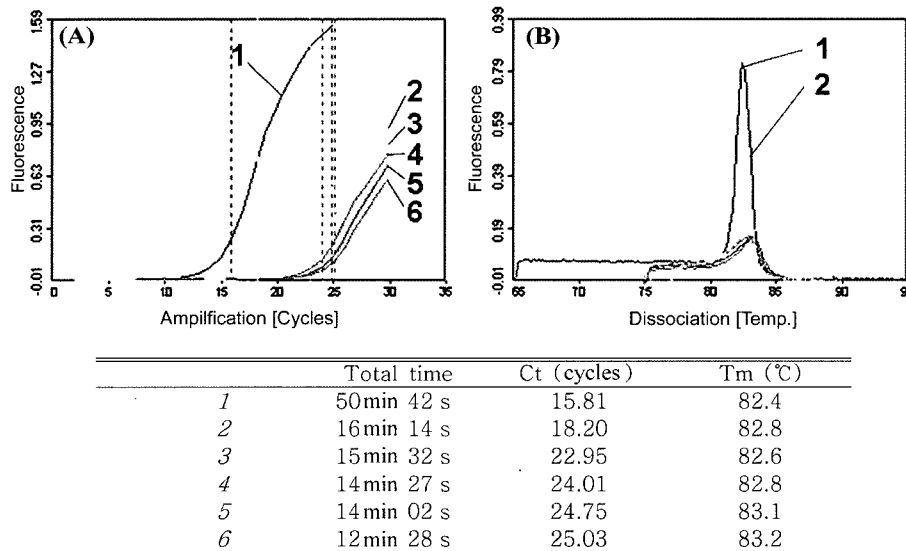 (A)
Fluorescence
1.59
1.27
0.95
0.63
0.31
-0.01
1
2
3
4
5
6
0 5 10 15 20 25 30 35
Ampilfication [Cycles]
(B)
Fluorescence
0.99
0.79
0.59
0.39
0.19
-0.01
1
2
65 75 80 90 95
Dissociation [Temp.]
Total time Ct (cycles) Tm (℃)
1 50min 42 s 15.81 82.4
2 16min 14 s 18.20 82.8
3 15min 32 s 22.95 82.6
4 14min 27 s 24.01 82.8
5 14min 02 s 24.75 83.1
6 12min 28 s 25.03 83.2